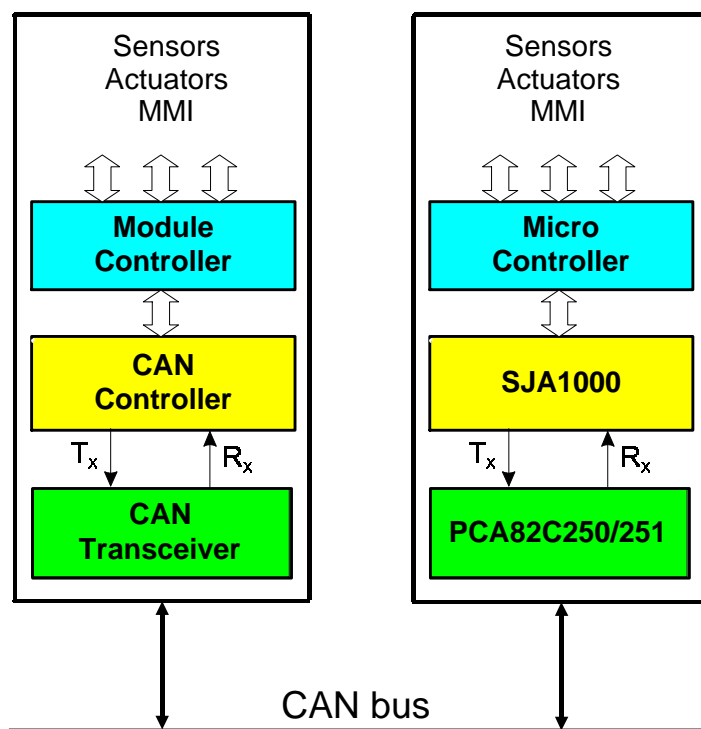 Sensors
Actuators
MMI
Module
Controller
CAN
Controller
Tx
Rx
CAN
Transceiver
Sensors
Actuators
MMI
Micro
Controller
SJA1000
Tx
Rx
PCA82C250/251
CAN bus